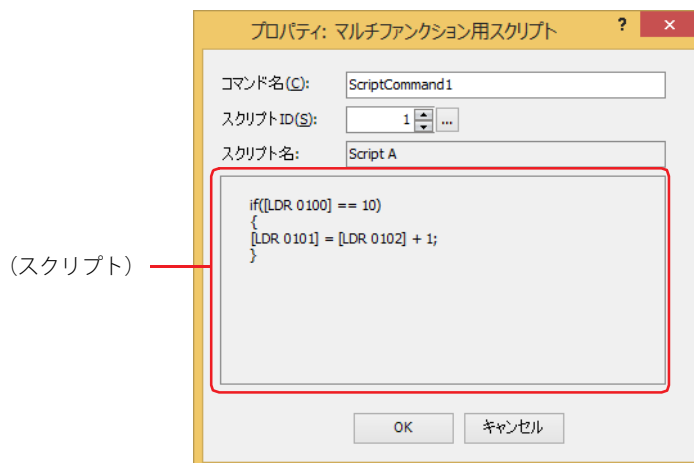 プロパティ: マルチファンクション用スクリプト ? ×
コマンド名(C): ScriptCommand1
スクリプトID(S): 1 ...
スクリプト名: Script A
if([LDR 0100] == 10)
{
[LDR 0101] = [LDR 0102] + 1;
}
（スクリプト）
OK キャンセル